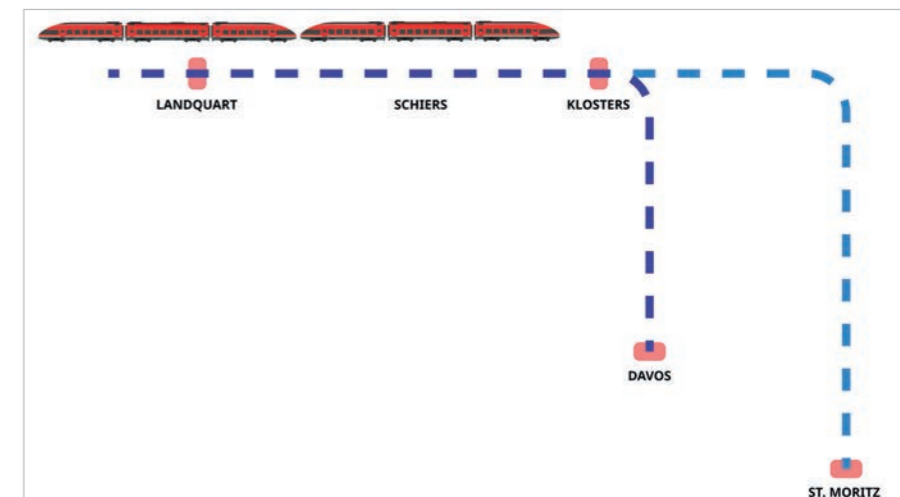 LANDQUART
SCHIERS
KLOSTERS
DAVOS
ST. MORITZ